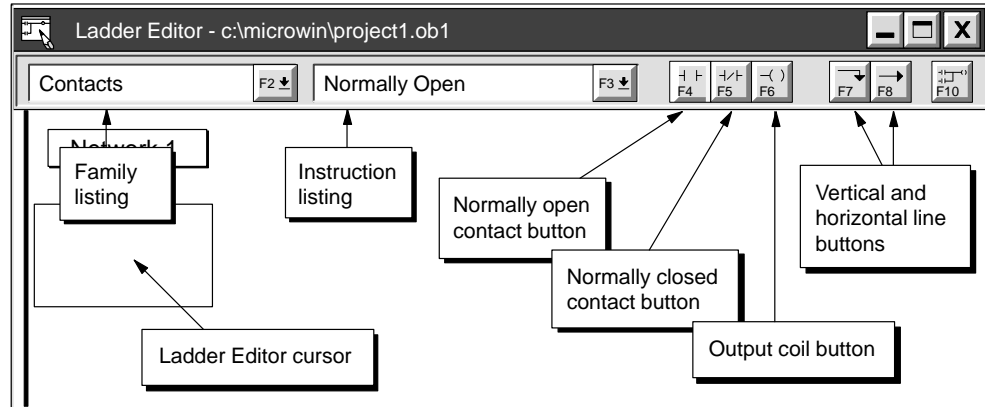 Ladder Editor - c:\microwin\project1.ob1
X
Contacts F2 Normally Open F3 F4 F5 F6 F7 F8 F10
Network 1
Family
listing
Instruction
listing
Normally open
contact button
Vertical and
horizontal line
buttons
Normally closed
contact button
Ladder Editor cursor
Output coil button